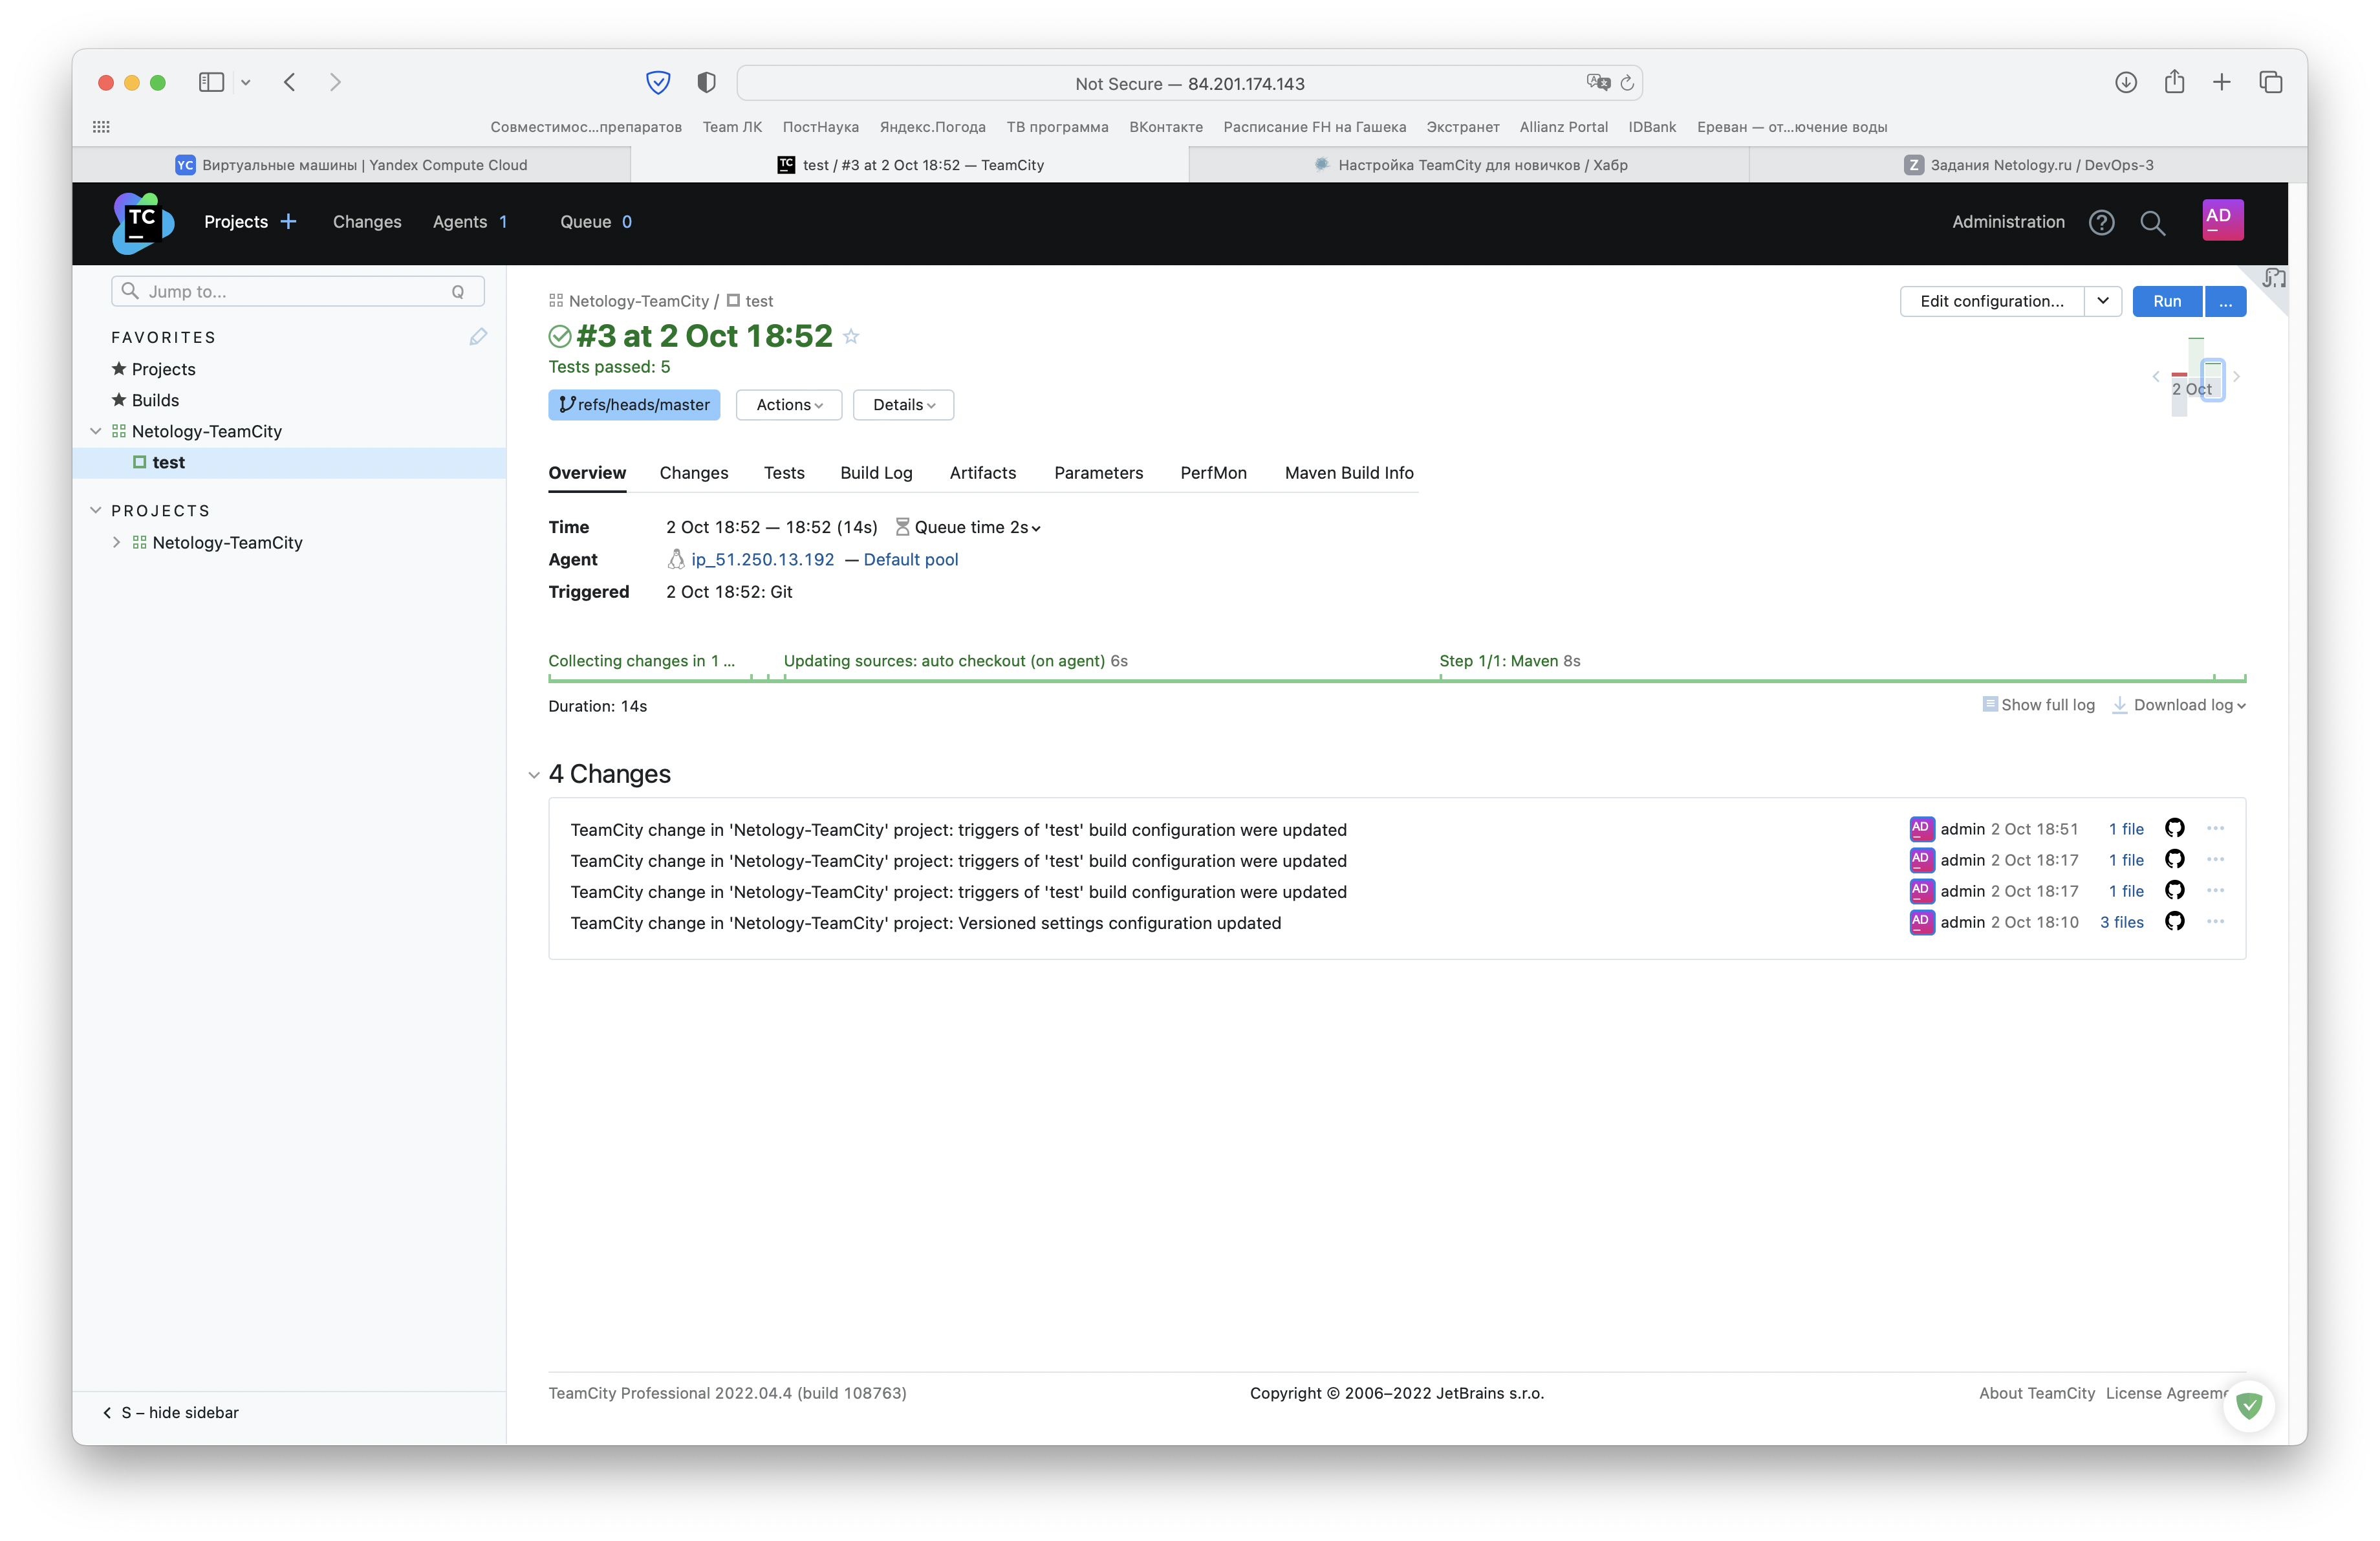 Not Secure — 84.201.174.143
Совместимос...препаратов Team ЛК ПостНаука Яндекс.Погода ТВ программа ВКонтакте Расписание FH на Гашека Экстранет Allianz Portal IDBank Ереван — от...ючение воды
YC Виртуальные машины | Yandex Compute Cloud
TC test / #3 at 2 Oct 18:52 — TeamCity
Настройка TeamCity для новичков / Хабр
Z Задания Netology.ru / DevOps-3
TC Projects Changes Agents 1 Queue 0 Administration AD
Jump to... Q
FAVORITES
Projects
Builds
Netology-TeamCity
test
PROJECTS
Netology-TeamCity
S – hide sidebar
Netology-TeamCity / test
Edit configuration... Run ...
#3 at 2 Oct 18:52
Tests passed: 5
2 Oct
refs/heads/master Actions Details
Overview Changes Tests Build Log Artifacts Parameters PerfMon Maven Build Info
Time 2 Oct 18:52 — 18:52 (14s) Queue time 2s
Agent ip_51.250.13.192 — Default pool
Triggered 2 Oct 18:52: Git
Collecting changes in 1 ... Updating sources: auto checkout (on agent) 6s Step 1/1: Maven 8s
Duration: 14s Show full log Download log
4 Changes
TeamCity change in 'Netology-TeamCity' project: triggers of 'test' build configuration were updated AD admin 2 Oct 18:51 1 file
TeamCity change in 'Netology-TeamCity' project: triggers of 'test' build configuration were updated AD admin 2 Oct 18:17 1 file
TeamCity change in 'Netology-TeamCity' project: triggers of 'test' build configuration were updated AD admin 2 Oct 18:17 1 file
TeamCity change in 'Netology-TeamCity' project: Versioned settings configuration updated AD admin 2 Oct 18:10 3 files
TeamCity Professional 2022.04.4 (build 108763) Copyright © 2006–2022 JetBrains s.r.o. About TeamCity License Agreeme